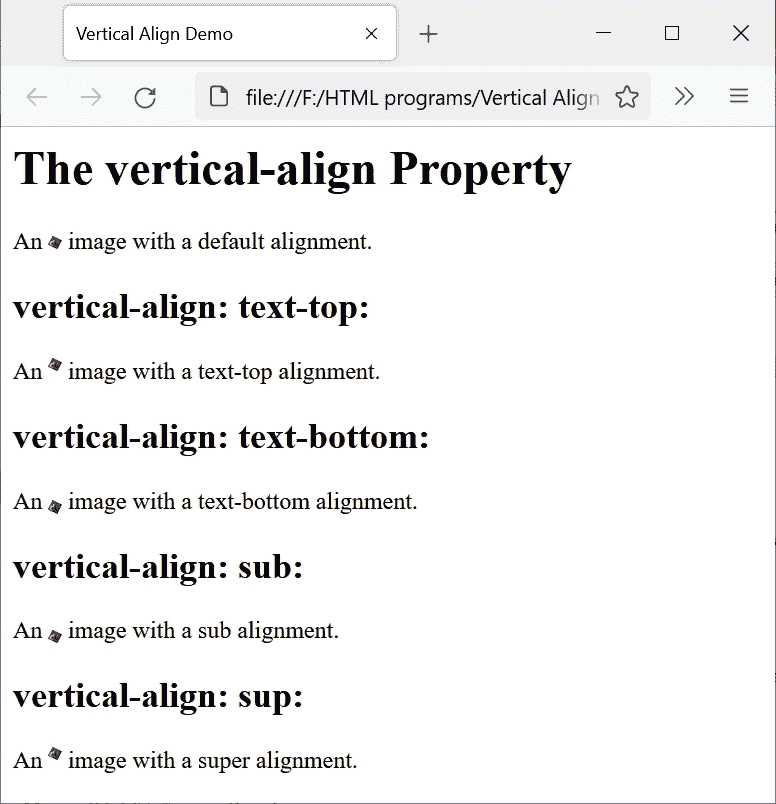 Vertical Align Demo
file:///F:/HTML programs/Vertical Align
The vertical-align Property
An image with a default alignment.
vertical-align: text-top:
An image with a text-top alignment.
vertical-align: text-bottom:
An image with a text-bottom alignment.
vertical-align: sub:
An image with a sub alignment.
vertical-align: sup:
An image with a super alignment.